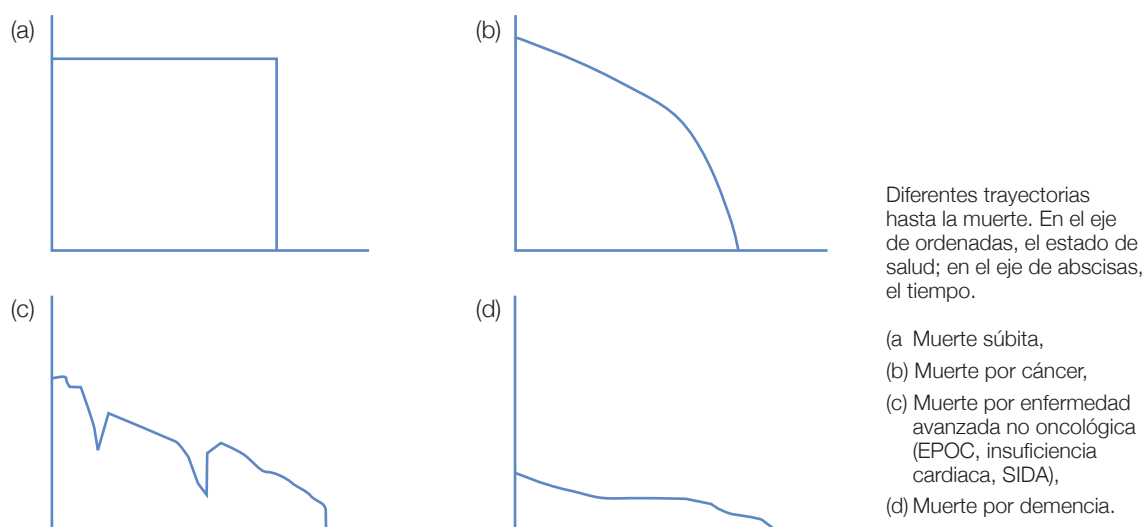 (a)
(b)
Diferentes trayectorias
hasta la muerte. En el eje
de ordenadas, el estado de
salud; en el eje de abscisas,
el tiempo.
(c)
(d)
(a Muerte súbita,
(b) Muerte por cáncer,
(c) Muerte por enfermedad
avanzada no oncológica
(EPOC, insuficiencia
cardiaca, SIDA),
(d) Muerte por demencia.